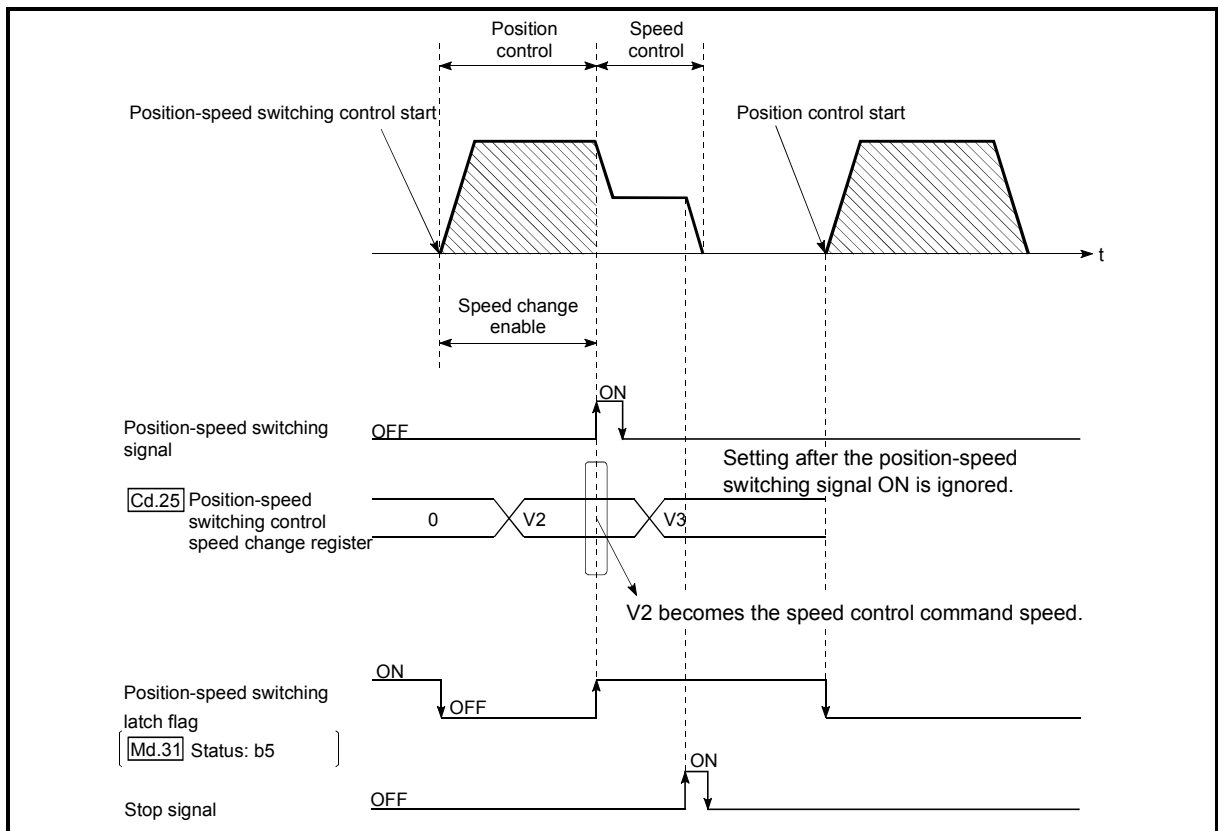 Position
control
Speed
control
Position-speed switching control start
Position control start
t
Speed change
enable
ON
Position-speed switching
signal
OFF
Setting after the position-speed
switching signal ON is ignored.
Cd.25 Position-speed
switching control
speed change register
0
V2
V3
V2 becomes the speed control command speed.
ON
Position-speed switching
latch flag
OFF
Md.31 Status: b5
ON
Stop signal
OFF